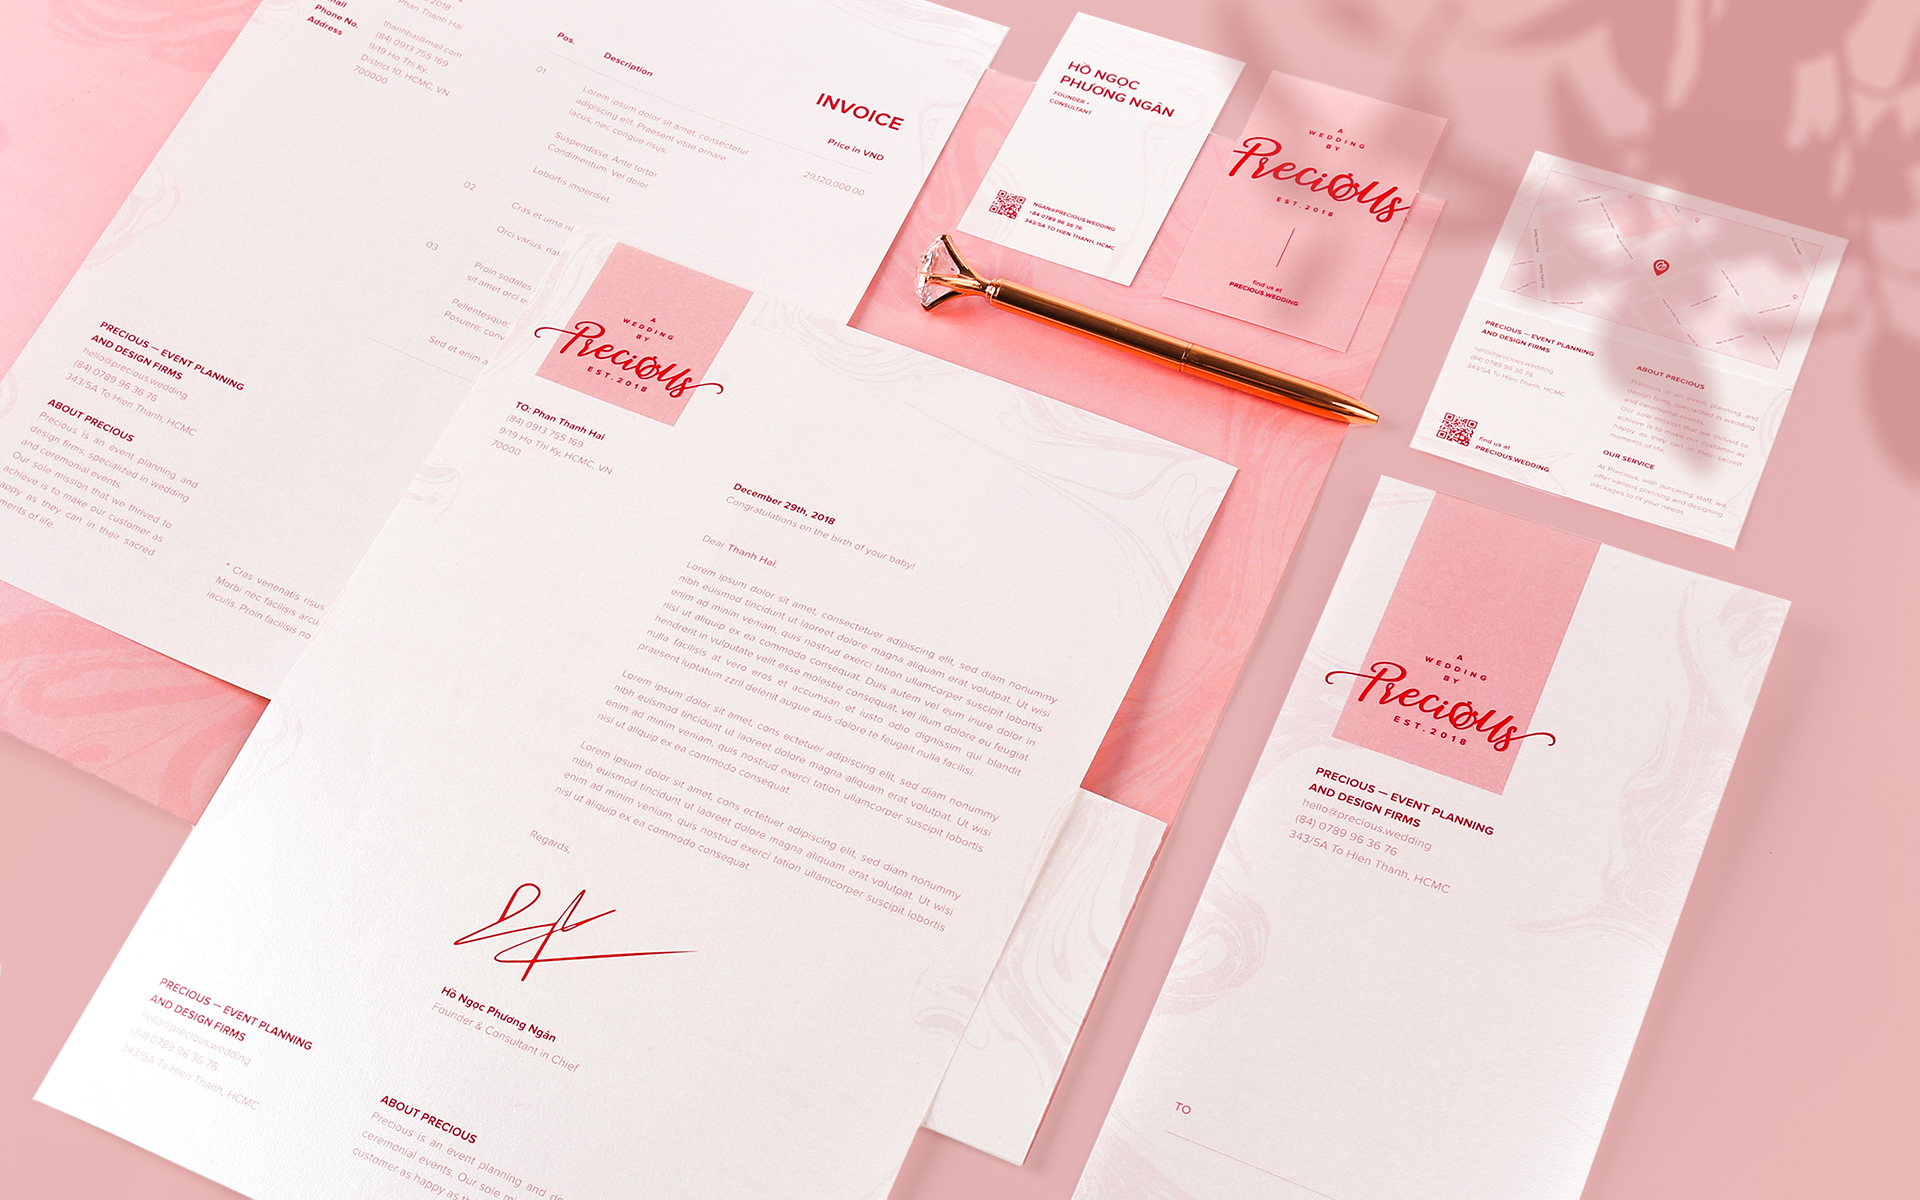 2018
Phan Thanh Hai
Phone No.
Address
thannhai@mail.com
(84) 0913 755 169
9/19 Ho Thi Ky,
District 10, HCMC, VN
700000
Pos.
Description
INVOICE
Price in VND
01
Lorem ipsum dolor sit amet, consectetur
adipiscing elit. Praesent vitae ornare
lacus, nec congue risus.
29,120,000.00
Suspendisse: Ante tortor
Condimentum: Vel dolor
Lobortis imperdiet.
02
Cras et urna
Orci varius:
03
Proin sodales
sit amet orci
Pellentesque:
Posuere:
Sed et enim
PRECIOUS — EVENT PLANNING
AND DESIGN FIRMS
hello@precious.wedding
(84) 0789 96 36 76
343/5A To Hien Thanh, HCMC
ABOUT PRECIOUS
Precious is an event planning and
design firms, specialized in wedding
and ceremonial events.
Our sole mission that we thrived to
achieve is to make our customer as
happy as they can in their sacred
moments of life.
* Cras venenatis risus
Morbi nec facilisis arcu
iaculis. Proin facilisis
A
WEDDING
BY
Precious
EST.2018
TO: Phan Thanh Hai
(84) 0913 755 169
9/19 Ho Thi Ky, HCMC, VN
70000
December 29th, 2018
Congratulations on the birth of your baby!
Dear Thanh Hai,
Lorem ipsum dolor sit amet, consectetuer adipiscing elit, sed diam nonummy
nibh euismod tincidunt ut laoreet dolore magna aliquam erat volutpat. Ut wisi
enim ad minim veniam, quis nostrud exerci tation ullamcorper suscipit lobortis
nisl ut aliquip ex ea commodo consequat. Duis autem vel eum iriure dolor in
hendrerit in vulputate velit esse molestie consequat, vel illum dolore eu feugiat
nulla facilisis at vero eros et accumsan et iusto odio dignissim qui blandit
praesent luptatum zzril delenit augue duis dolore te feugait nulla facilisi.
Lorem ipsum dolor sit amet, cons ectetuer adipiscing elit, sed diam nonummy
nibh euismod tincidunt ut laoreet dolore magna aliquam erat volutpat. Ut wisi
enim ad minim veniam, quis nostrud exerci tation ullamcorper suscipit lobortis
nisl ut aliquip ex ea commodo consequat.
Lorem ipsum dolor sit amet, cons ectetuer adipiscing elit, sed diam nonummy
nibh euismod tincidunt ut laoreet dolore magna aliquam erat volutpat. Ut wisi
enim ad minim veniam, quis nostrud exerci tation ullamcorper suscipit lobortis
nisl ut aliquip ex ea commodo consequat.
Regards,
Hồ Ngọc Phương Ngân
Founder & Consultant in Chief
PRECIOUS — EVENT PLANNING
AND DESIGN FIRMS
hello@precious.wedding
(84) 0789 96 36 76
343/5A To Hien Thanh, HCMC
ABOUT PRECIOUS
Precious is an event planning and
ceremonial events. Our sole
customer as happy as
HỒ NGỌC
PHƯƠNG NGÂN
FOUNDER +
CONSULTANT
NGAN@PRECIOUS.WEDDING
+84 0789 96 36 76
343/5A TO HIEN THANH, HCMC
A
WEDDING
BY
Precious
EST.2018
find us at
PRECIOUS.WEDDING
PRECIOUS — EVENT PLANNING
AND DESIGN FIRMS
hello@precious.wedding
(84) 0789 96 36 76
343/5A To Hien Thanh, HCMC
find us at
PRECIOUS.WEDDING
ABOUT PRECIOUS
Precious is an event planning and
design firms, specialized in wedding
and ceremonial events.
Our sole mission that we thrived to
achieve is to make our customer as
happy as they can in their sacred
moments of life.
OUR SERVICE
At Precious, with ourcaring staff, we
offer various planning and designing
packages to fit your needs.
A
WEDDING
BY
Precious
EST.2018
PRECIOUS — EVENT PLANNING
AND DESIGN FIRMS
hello@precious.wedding
(84) 0789 96 36 76
343/5A To Hien Thanh, HCMC
TO